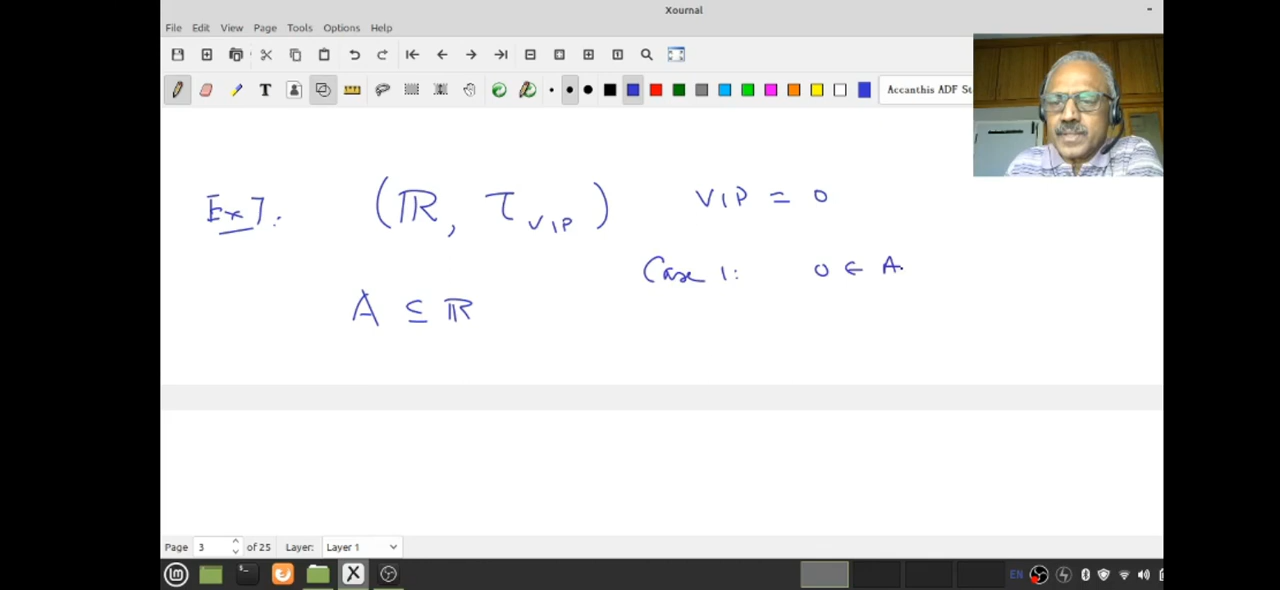 Xournal
File Edit View Page Tools Options Help
Accanthis ADF St
Ex 7. (ℝ, τ_VIP) VIP = 0
Case 1: 0 ∈ A.
A ⊆ ℝ
Page 3 of 25 Layer: Layer 1
EN